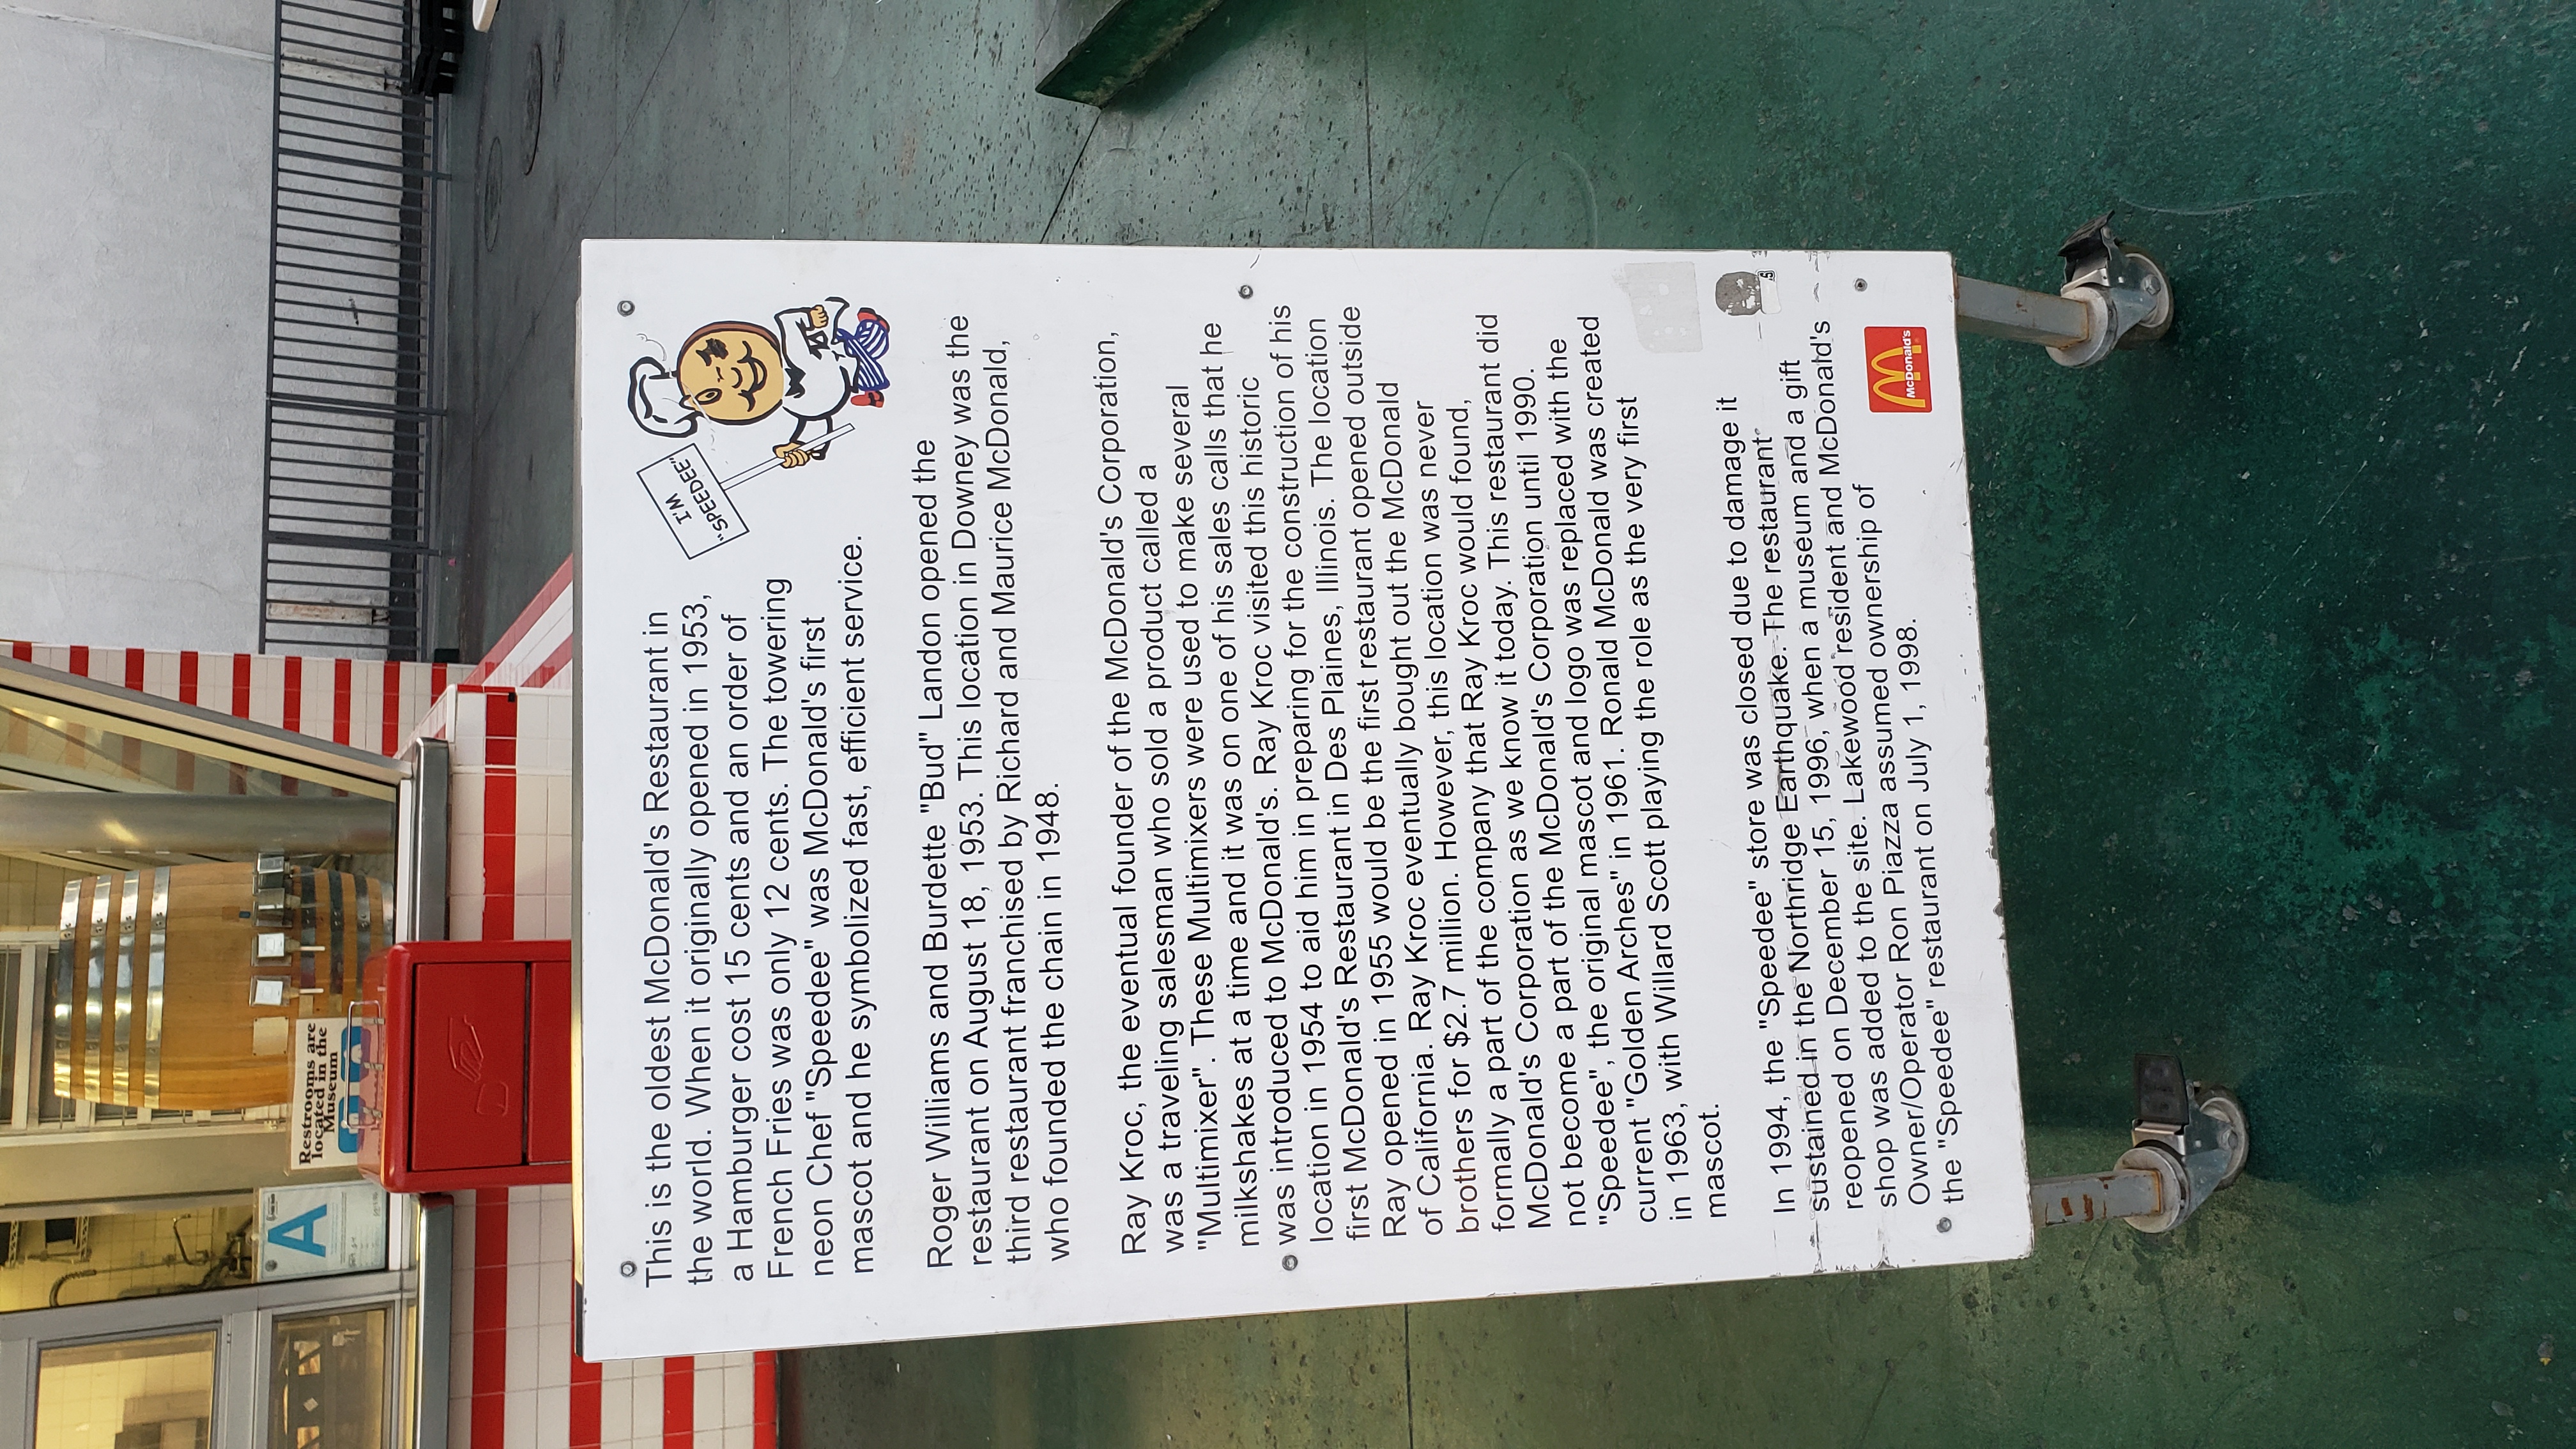 A
Restrooms are
located in the
Museum
This is the oldest McDonald's Restaurant in
the world. When it originally opened in 1953,
a Hamburger cost 15 cents and an order of
French Fries was only 12 cents. The towering
neon Chef "Speedee" was McDonald's first
mascot and he symbolized fast, efficient service.
I'M
"SPEEDEE"
Roger Williams and Burdette "Bud" Landon opened the
restaurant on August 18, 1953. This location in Downey was the
third restaurant franchised by Richard and Maurice McDonald,
who founded the chain in 1948.
Ray Kroc, the eventual founder of the McDonald's Corporation,
was a traveling salesman who sold a product called a
"Multimixer". These Multimixers were used to make several
milkshakes at a time and it was on one of his sales calls that he
was introduced to McDonald's. Ray Kroc visited this historic
location in 1954 to aid him in preparing for the construction of his
first McDonald's Restaurant in Des Plaines, Illinois. The location
Ray opened in 1955 would be the first restaurant opened outside
of California. Ray Kroc eventually bought out the McDonald
brothers for $2.7 million. However, this location was never
formally a part of the company that Ray Kroc would found,
McDonald's Corporation as we know it today. This restaurant did
not become a part of the McDonald's Corporation until 1990.
"Speedee", the original mascot and logo was replaced with the
current "Golden Arches" in 1961. Ronald McDonald was created
in 1963, with Willard Scott playing the role as the very first
mascot.
In 1994, the "Speedee" store was closed due to damage it
sustained in the Northridge Earthquake. The restaurant
reopened on December 15, 1996, when a museum and a gift
shop was added to the site. Lakewood resident and McDonald's
Owner/Operator Ron Piazza assumed ownership of
the "Speedee" restaurant on July 1, 1998.
McDonald's